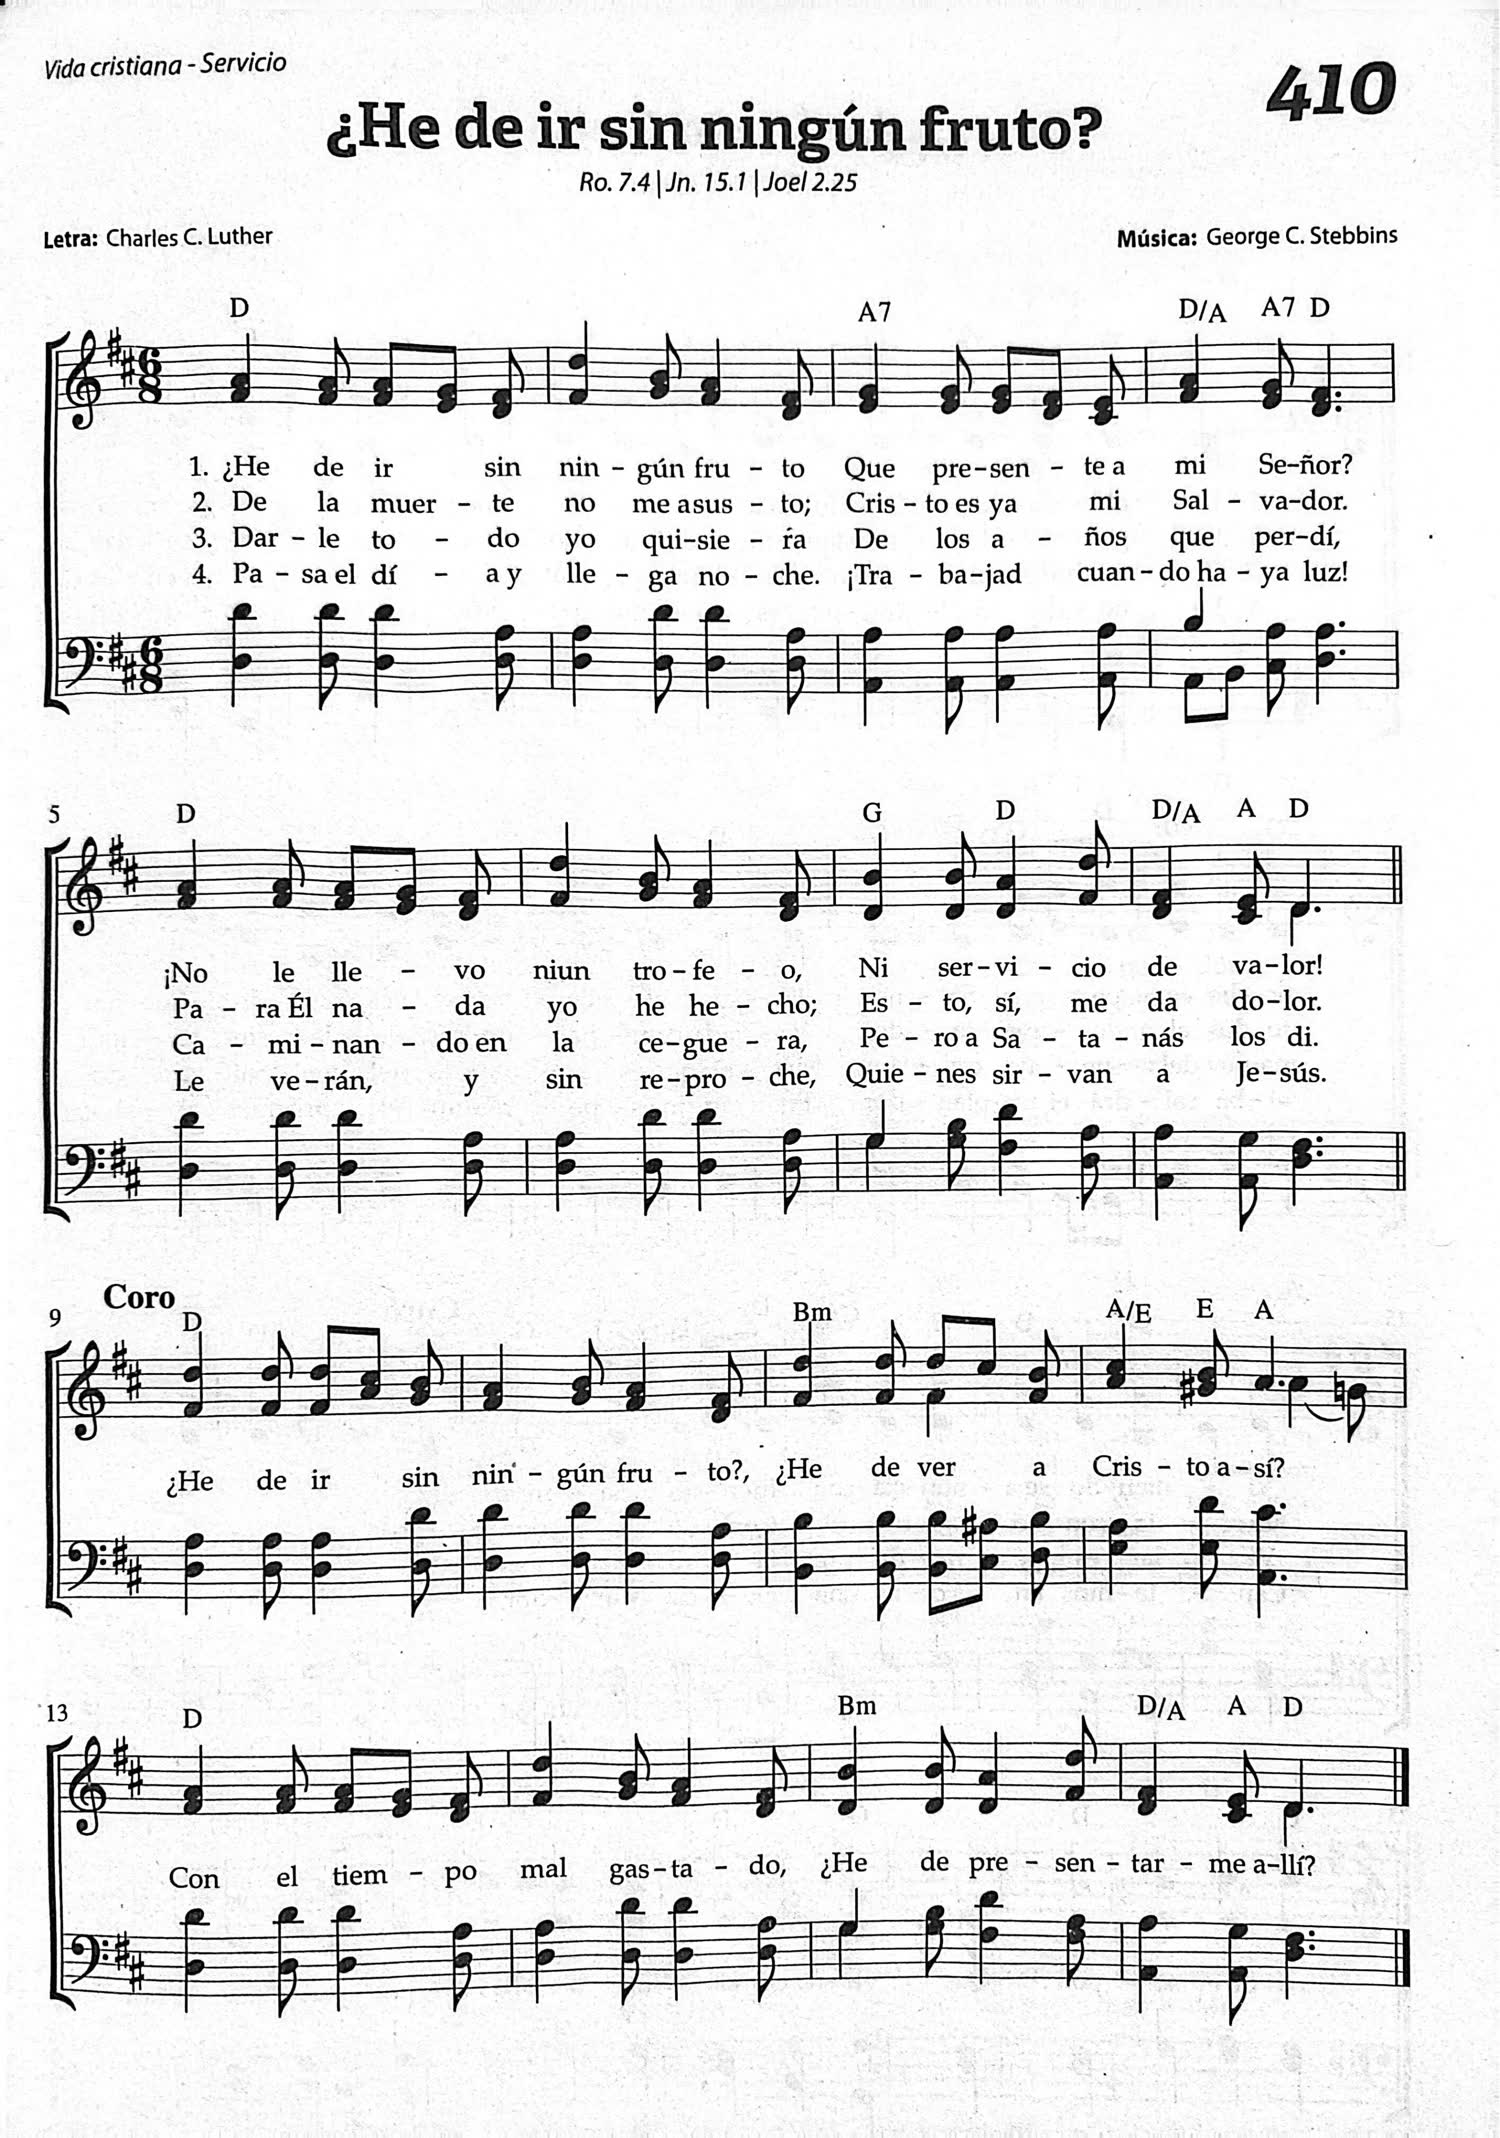 Vida cristiana - Servicio
410
¿He de ir sin ningún fruto?
Ro. 7.4 | Jn. 15.1 | Joel 2.25
Letra: Charles C. Luther
Música: George C. Stebbins
D A7 D/A A7 D
1. ¿He de ir sin nin - gún fru - to Que pre-sen - te a mi Se-ñor?
2. De la muer - te no me asus - to; Cris - to es ya mi Sal - va-dor.
3. Dar - le to - do yo qui-sie - ra De los a - ños que per-dí,
4. Pa - sa el dí - a y lle - ga no - che. ¡Tra - ba-jad cuan-do ha - ya luz!
5 D G D D/A A D
¡No le lle - vo niun tro-fe - o, Ni ser-vi - cio de va-lor!
Pa - ra Él na - da yo he he - cho; Es - to, sí, me da do-lor.
Ca - mi-nan - do en la ce-gue - ra, Pe - ro a Sa - ta - nás los di.
Le ve-rán, y sin re-pro - che, Quie - nes sir - van a Je-sús.
Coro
9 D Bm A/E E A
¿He de ir sin nin - gún fru - to?, ¿He de ver a Cris - to a-sí?
13 D Bm D/A A D
Con el tiem - po mal gas-ta - do, ¿He de pre - sen - tar - me a-llí?